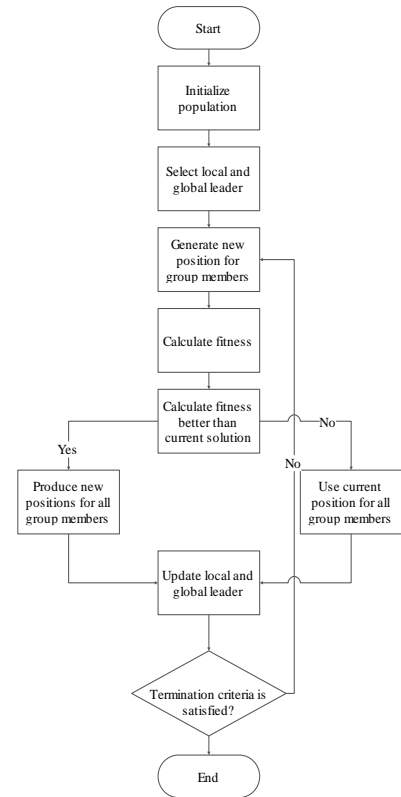 Start
Initialize
population
Select local and
global leader
Generate new
position for
group members
Calculate fitness
Calculate fitness
better than
current solution
No
Yes
No
Produce new
positions for all
group members
Use current
position for all
group members
Update local and
global leader
Termination criteria is
satisfied?
End